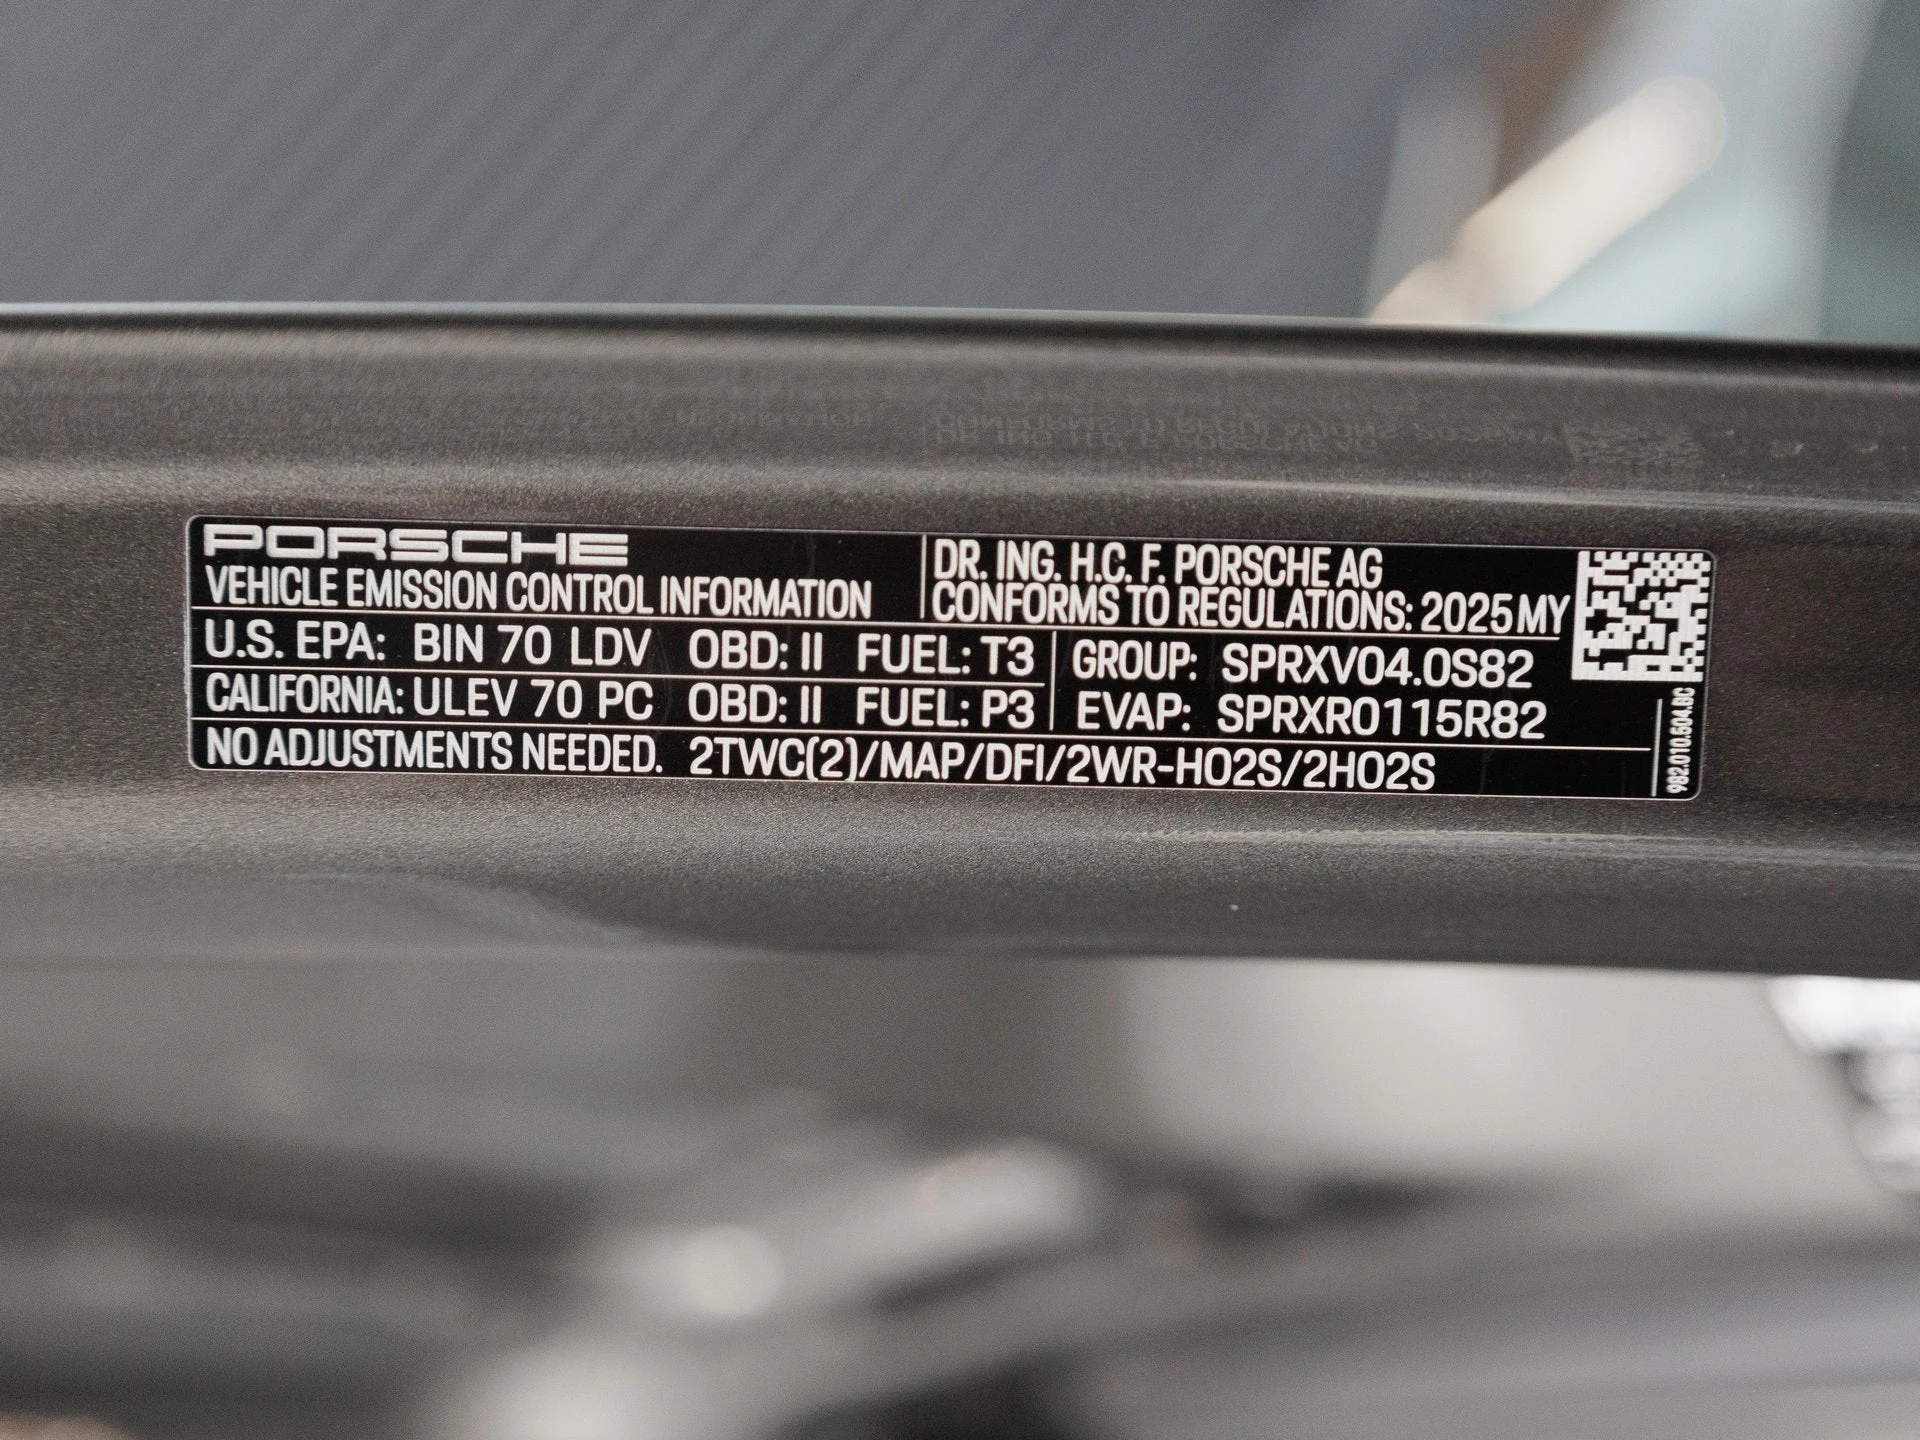 PORSCHE
VEHICLE EMISSION CONTROL INFORMATION
DR. ING. H.C. F. PORSCHE AG
CONFORMS TO REGULATIONS: 2025MY
U.S. EPA: BIN 70 LDV OBD: II FUEL: T3
CALIFORNIA: ULEV 70 PC OBD: II FUEL: P3
GROUP: SPRXV04.0S82
EVAP: SPRXR0115R82
NO ADJUSTMENTS NEEDED. 2TWC(2)/MAP/DFI/2WR-HO2S/2HO2S
982.010.504.BC